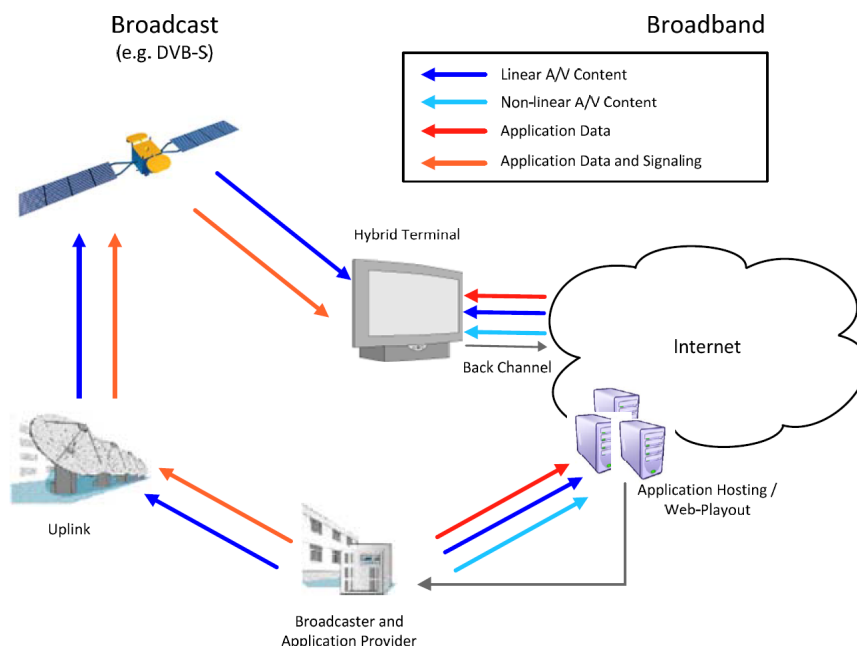 Broadcast
(e.g. DVB-S)
Broadband
Linear A/V Content
Non-linear A/V Content
Application Data
Application Data and Signaling
Hybrid Terminal
Internet
Back Channel
Application Hosting /
Web-Playout
Uplink
Broadcaster and
Application Provider